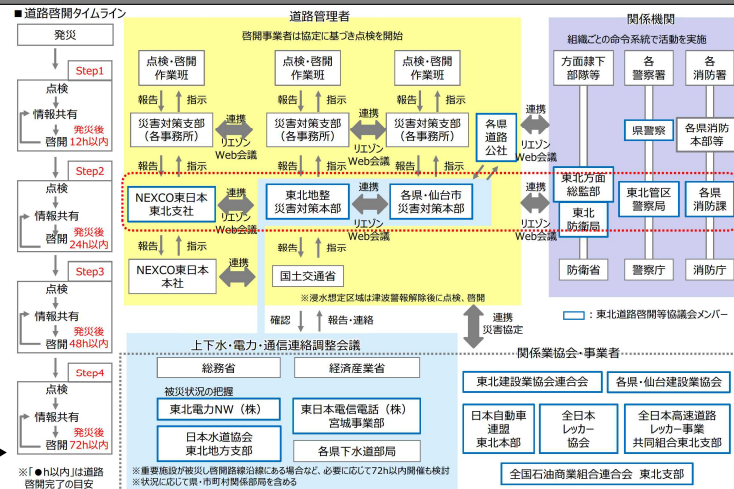 ■道路啓開タイムライン
発災
Step1
点検
情報共有
啓開
発災後
12h以内
Step2
点検
情報共有
啓開
発災後
24h以内
Step3
点検
情報共有
啓開
発災後
48h以内
Step4
点検
情報共有
啓開
発災後
72h以内
※「●h以内」は道路
啓開完了の目安
道路管理者
啓開事業者は協定に基づき点検を開始
点検・啓開
作業班
点検・啓開
作業班
点検・啓開
作業班
報告
指示
報告
指示
報告
指示
災害対策支部
(各事務所)
連携
リエゾン
Web会議
災害対策支部
(各事務所)
連携
リエゾン
Web会議
災害対策支部
(各事務所)
各県
道路
公社
連携
リエゾン
Web会議
報告
指示
報告
指示
報告
指示
NEXCO東日本
東北支社
連携
リエゾン
Web会議
東北地整
災害対策本部
連携
リエゾン
Web会議
各県・仙台市
災害対策本部
連携
リエゾン
Web会議
報告
指示
報告
指示
NEXCO東日本
本社
連携
国土交通省
※浸水想定区域は津波警報解除後に点検、啓開
確認
報告・連絡
連携
災害協定
関係機関
組織ごとの命令系統で活動を実施
方面隷下
部隊等
各
警察署
各
消防署
県警察
各県消防
本部等
東北方面
総監部
東北
防衛局
東北管区
警察局
各県
消防課
防衛省
警察庁
消防庁
:東北道路啓開等協議会メンバー
上下水・電力・通信連絡調整会議
総務省
経済産業省
被災状況の把握
東北電力NW(株)
東日本電信電話(株)
宮城事業部
日本水道協会
東北地方支部
各県下水道部局
※重要施設が被災し啓開路線沿線にある場合など、必要に応じて72h以内開催も検討
※状況に応じて県・市町村関係部局を含める
関係業協会・事業者
東北建設業協会連合会
各県・仙台建設業協会
日本自動車
連盟
東北本部
全日本
レッカー
協会
全日本高速道路
レッカー事業
共同組合東北支部
全国石油商業組合連合会 東北支部